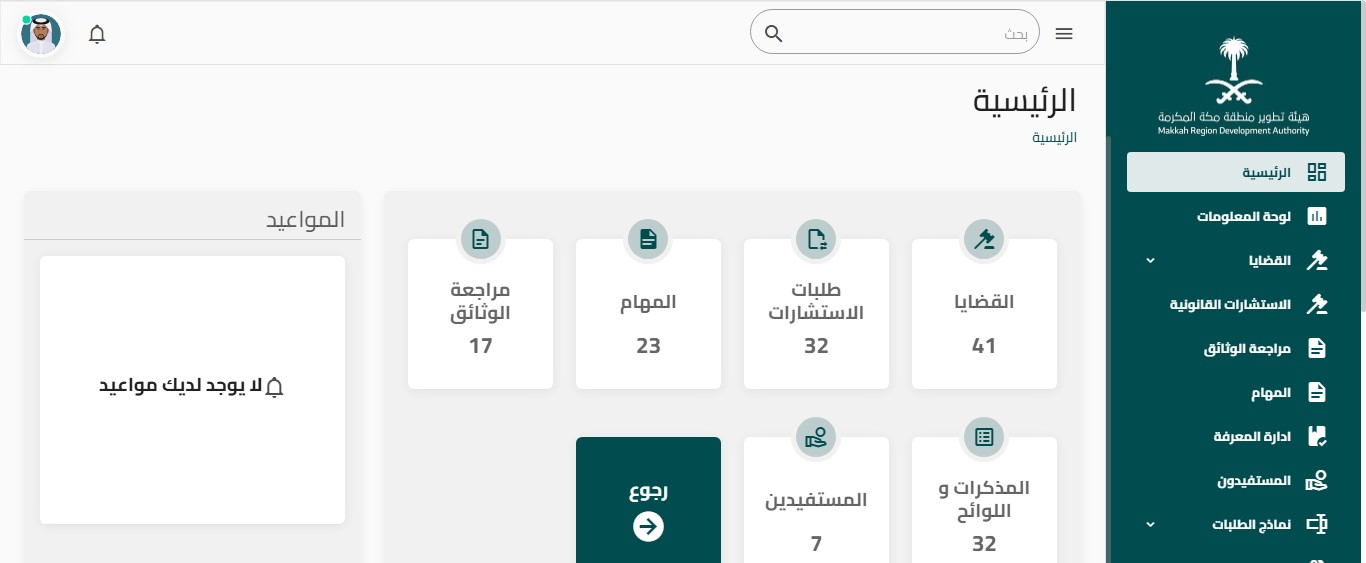 هيئة تطوير منطقة مكة المكرمة
Makkah Region Development Authority
الرئيسية
لوحة المعلومات
القضايا
الاستشارات القانونية
مراجعة الوثائق
المهام
ادارة المعرفة
المستفيدون
نماذج الطلبات
بحث
الرئيسية
الرئيسية
القضايا
41
طلبات
الاستشارات
32
المهام
23
مراجعة
الوثائق
17
المذكرات و
اللوائح
32
المستفيدين
7
رجوع
المواعيد
لا يوجد لديك مواعيد